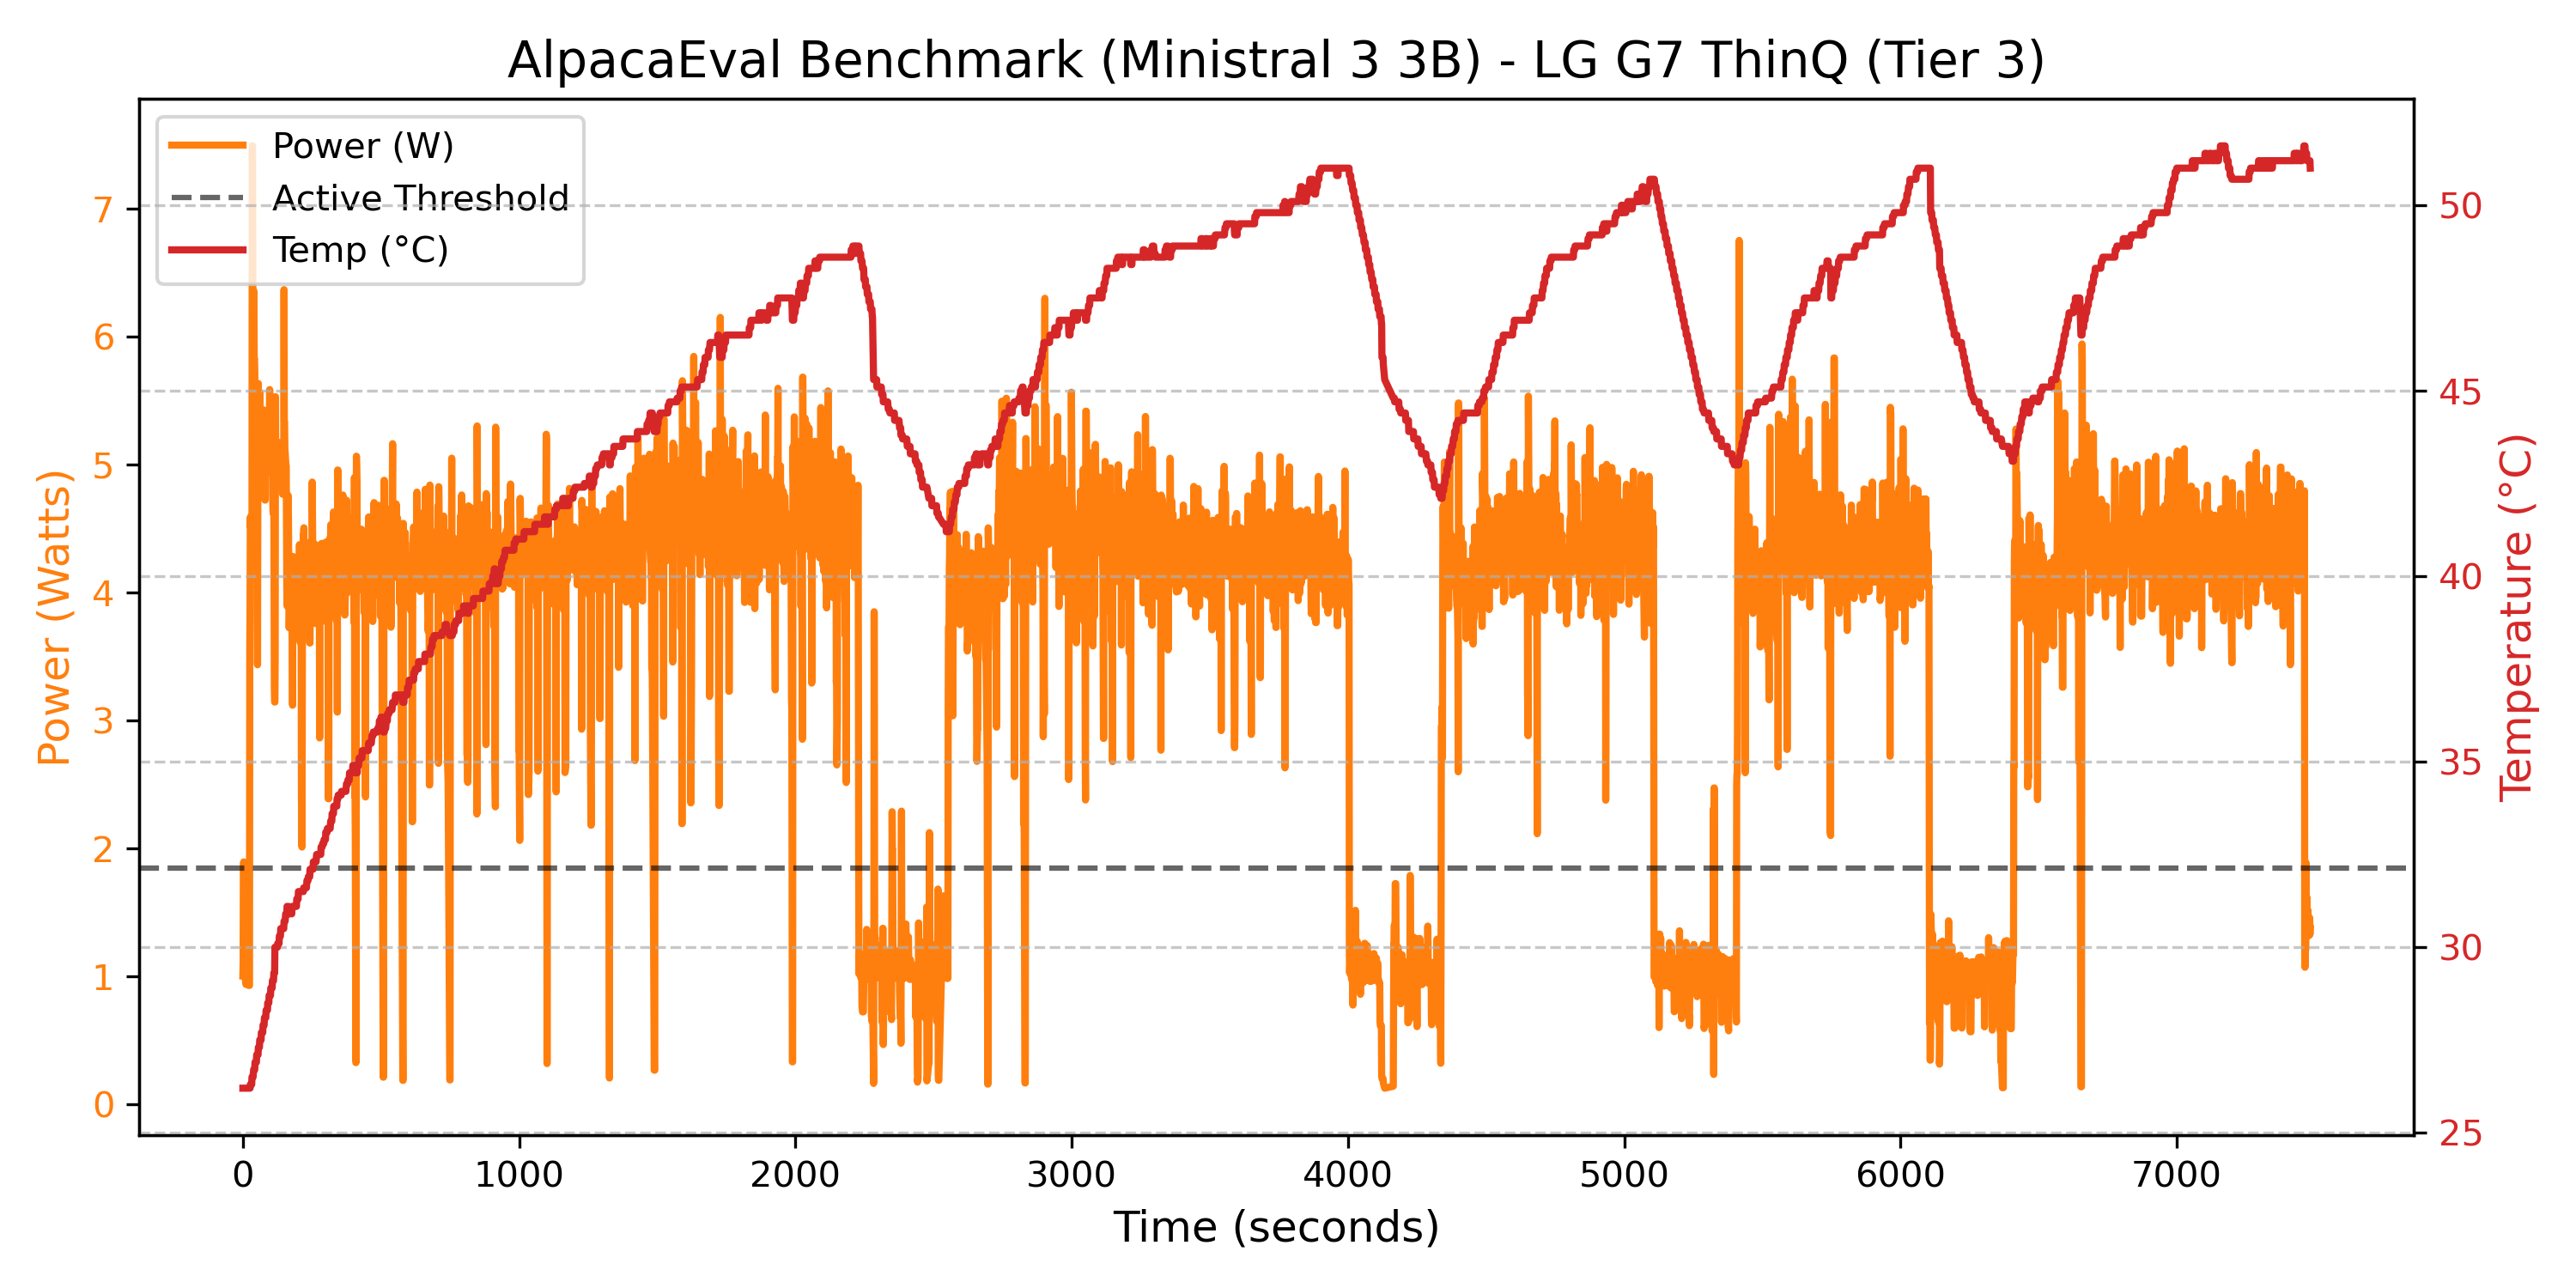 AlpacaEval Benchmark (Ministral 3 3B) - LG G7 ThinQ (Tier 3)
Power (W)
Active Threshold
Temp (°C)
Power (Watts)
7
6
5
4
3
2
1
0
50
45
40
35
30
25
Temperature (°C)
0 1000 2000 3000 4000 5000 6000 7000
Time (seconds)